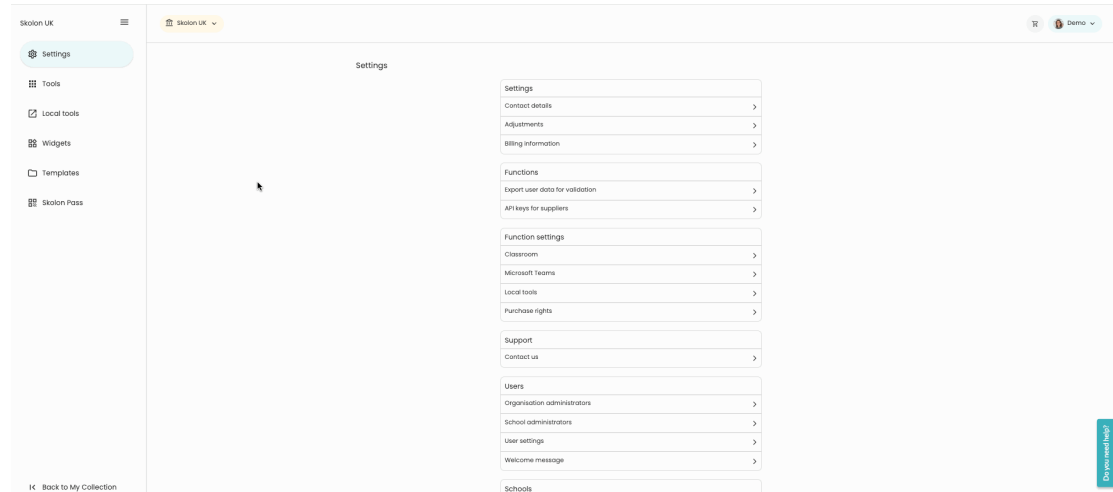 Skolon UK
Skolon UK
Demo
Settings
Tools
Local tools
Widgets
Templates
Skolon Pass
Back to My Collection
Settings
Settings
Contact details
Adjustments
Billing information
Functions
Export user data for validation
API keys for suppliers
Function settings
Classroom
Microsoft Teams
Local tools
Purchase rights
Support
Contact us
Users
Organisation administrators
School administrators
User settings
Welcome message
Schools
Do you need help?